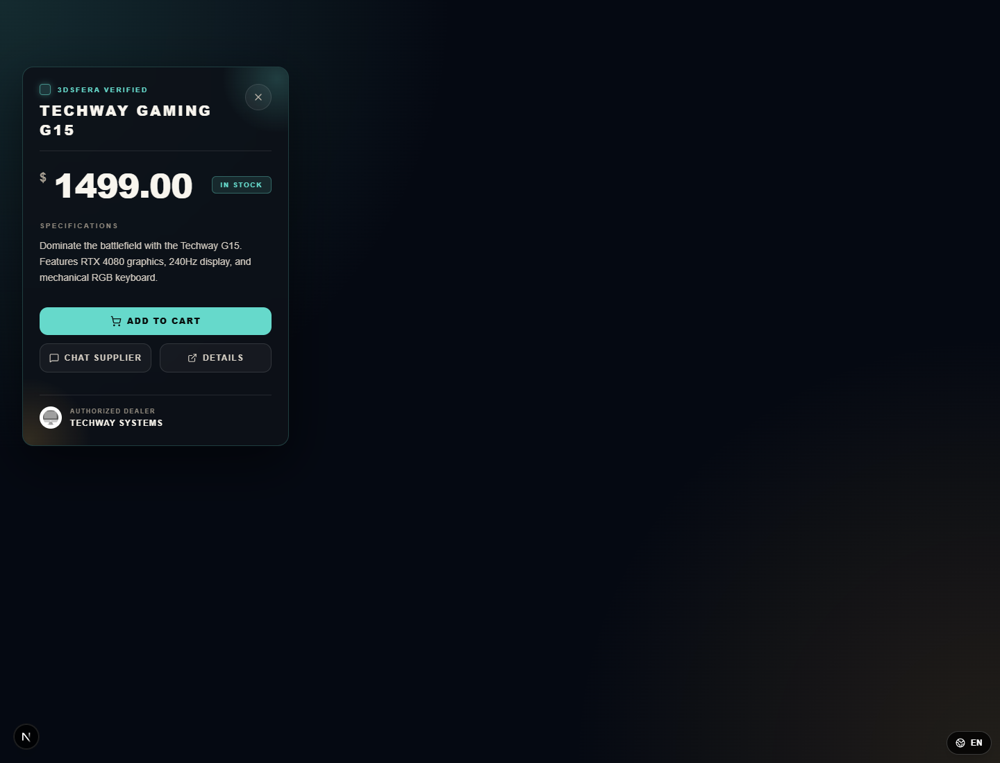 3DSFERA VERIFIED
TECHWAY GAMING
G15
$ 1499.00
IN STOCK
SPECIFICATIONS
Dominate the battlefield with the Techway G15.
Features RTX 4080 graphics, 240Hz display, and
mechanical RGB keyboard.
ADD TO CART
CHAT SUPPLIER
DETAILS
AUTHORIZED DEALER
TECHWAY SYSTEMS
N
EN